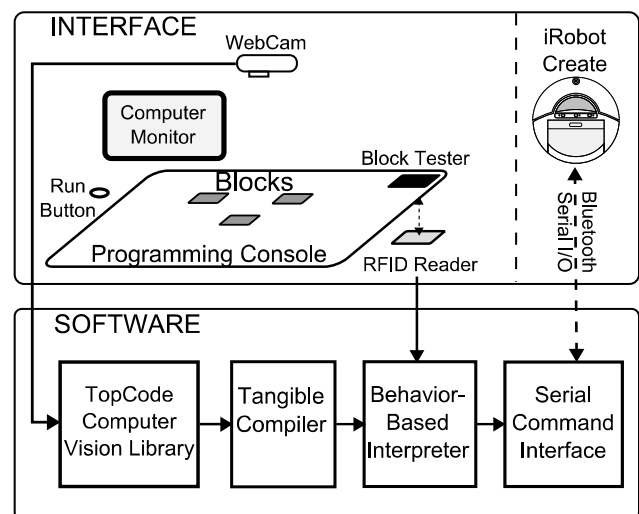 INTERFACE
WebCam
iRobot
Create
Computer
Monitor
Block Tester
Run
Button
Blocks
Programming Console
RFID Reader
Bluetooth
Serial I/O
SOFTWARE
TopCode
Computer
Vision Library
Tangible
Compiler
Behavior-
Based
Interpreter
Serial
Command
Interface